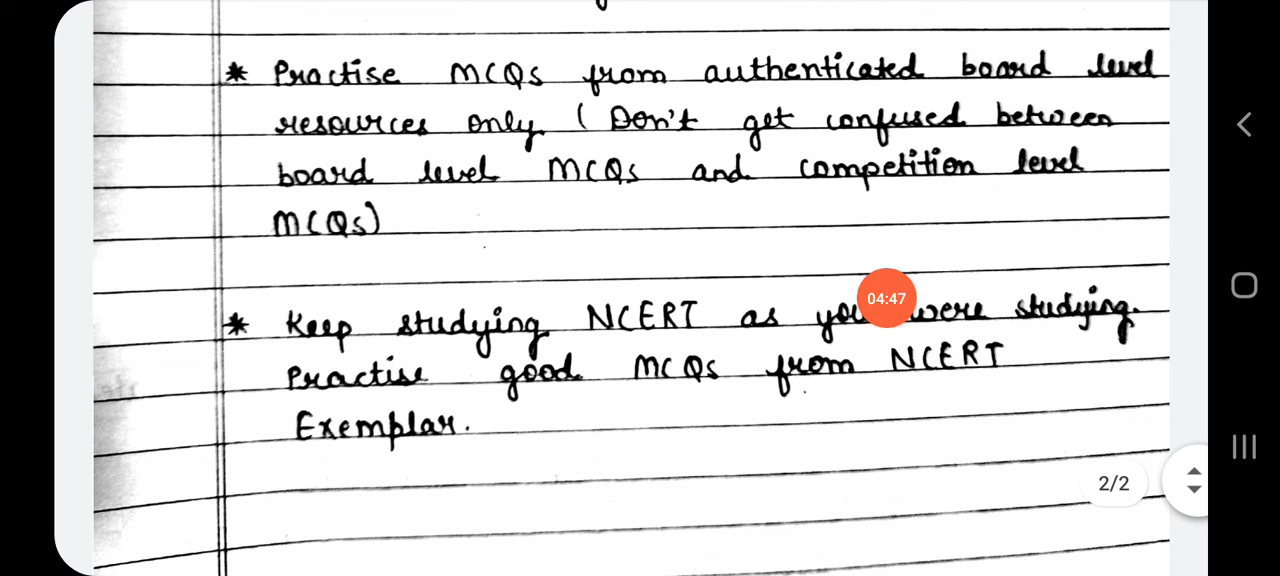 * Practise MCQs from authenticated board level
resources only. (Don't get confused between
board level MCQs and competition level
MCQs)
04:47
* Keep studying NCERT as you were studying.
Practise good MCQs from NCERT
Exemplar.
2/2